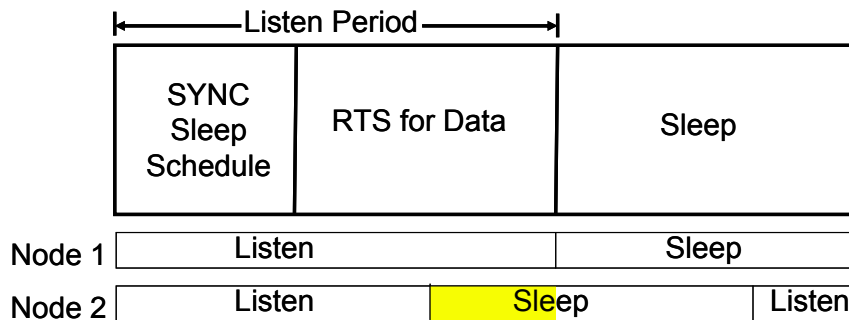 Listen Period
SYNC
Sleep
Schedule
RTS for Data
Sleep
Node 1 Listen Sleep
Node 2 Listen Sleep Listen